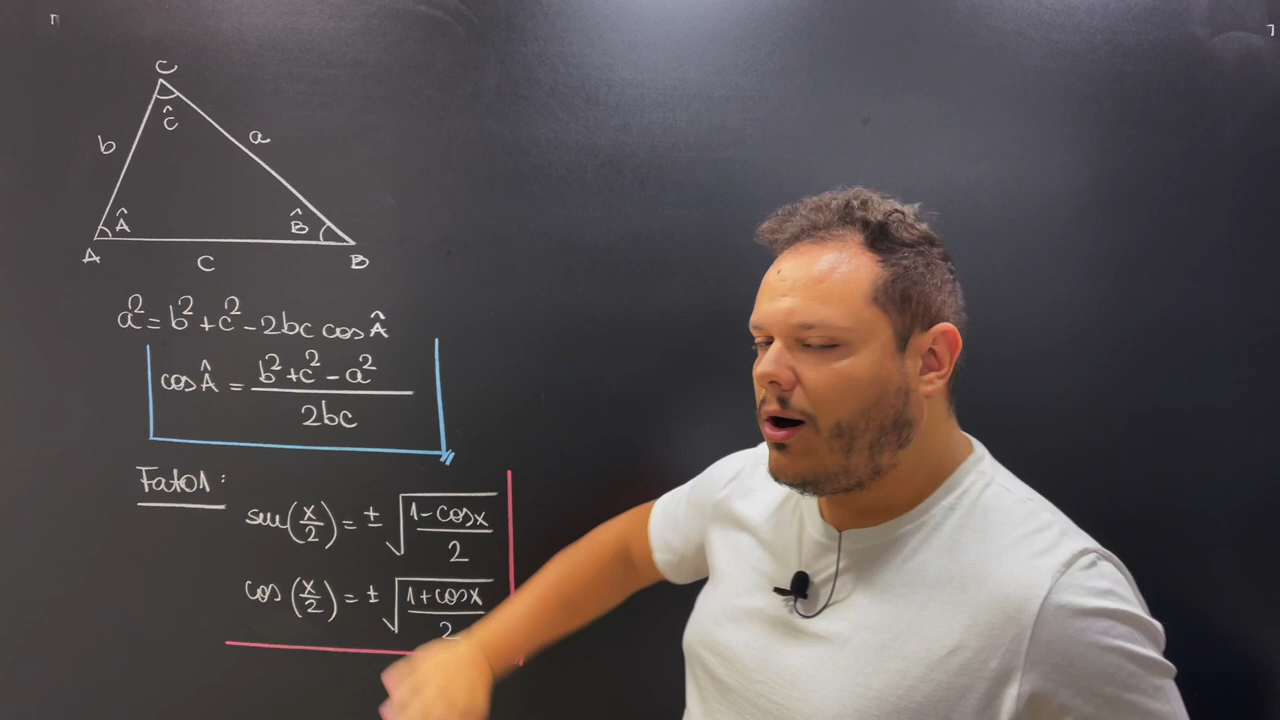 C
Ĉ
b
a
Â
B̂
A
c
B
a² = b² + c² - 2bc cos Â
cos Â = (b² + c² - a²) / 2bc
Fato 1:
sen(x/2) = ± √((1 - cos x)/2)
cos(x/2) = ± √((1 + cos x)/2)